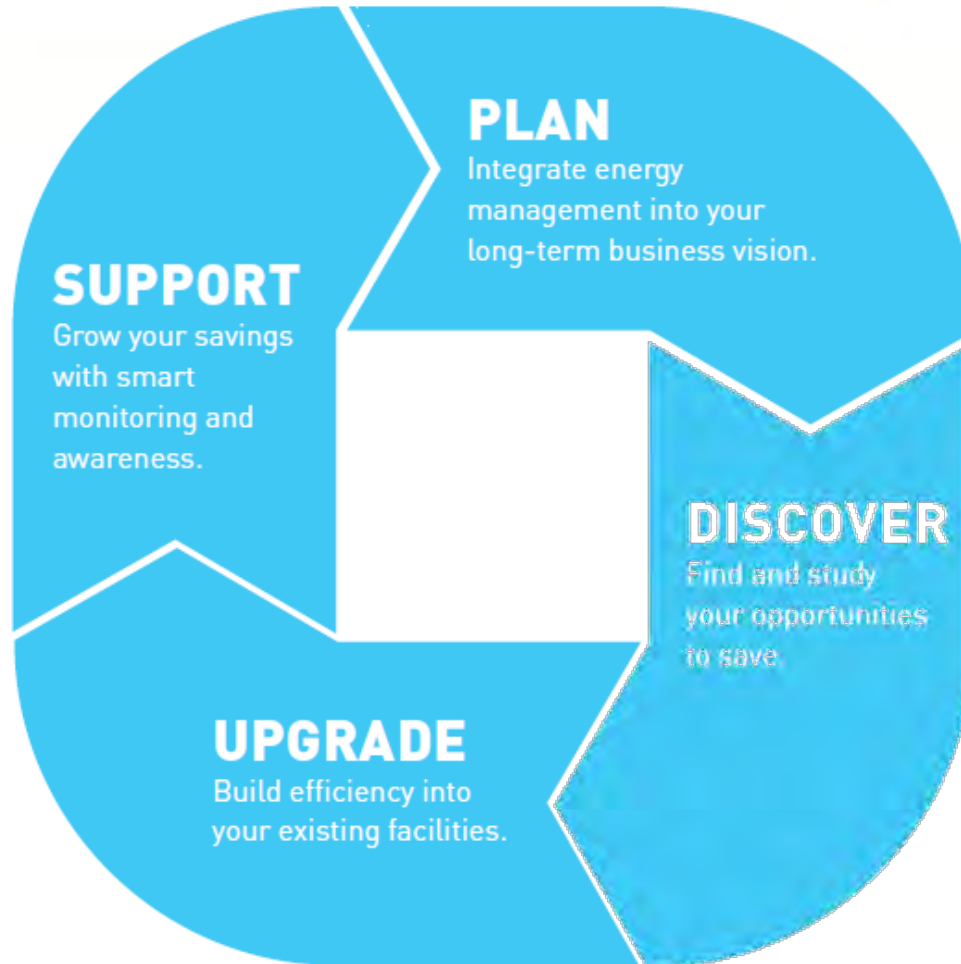 PLAN
Integrate energy
management into your
long-term business vision.
SUPPORT
Grow your savings
with smart
monitoring and
awareness.
DISCOVER
Find and study
your opportunities
to save.
UPGRADE
Build efficiency into
your existing facilities.